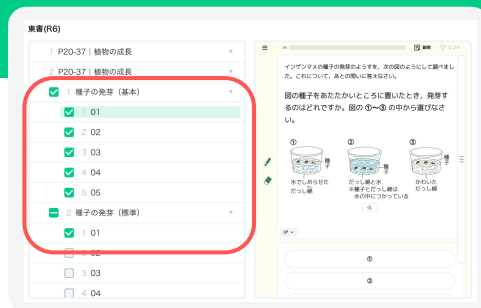 東書(R6)
1 P20-37 | 植物の成長
2 P20-37 | 植物の成長
1 種子の発芽（基本）
1 01
2 02
3 03
4 04
5 05
2 種子の発芽（標準）
1 01
2 02
3 03
4 04
説明
ヒント
インゲンマメの種子の発芽のようすを、次の図のようにして調べまし
た。これについて、あとの問いに答えなさい。
図の種子をあたたかいところに置いたとき、発芽す
るのはどれですか。図の ①〜③ の中から選びなさ
い。
① ② ③
種子 種子 種子
水でしめらせた
だっし綿
だっし綿と水
※種子とだっし綿は
水の中につかっている
かわいた
だっし綿
①
②